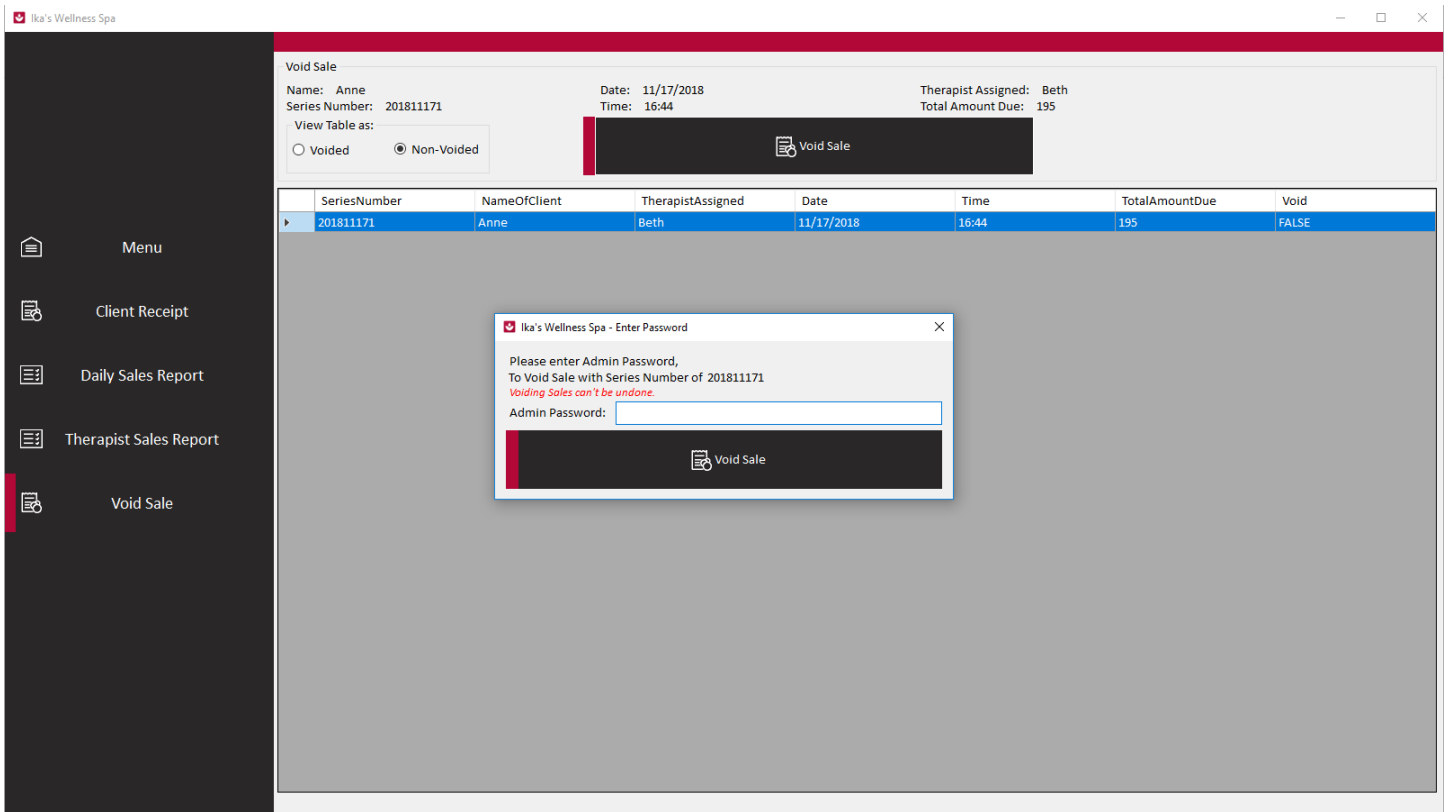 Ika's Wellness Spa
Menu
Client Receipt
Daily Sales Report
Therapist Sales Report
Void Sale
Void Sale
Name: Anne
Series Number: 201811171
Date: 11/17/2018
Time: 16:44
Therapist Assigned: Beth
Total Amount Due: 195
View Table as:
Voided Non-Voided
Void Sale
SeriesNumber NameOfClient TherapistAssigned Date Time TotalAmountDue Void
201811171 Anne Beth 11/17/2018 16:44 195 FALSE
Ika's Wellness Spa - Enter Password
Please enter Admin Password,
To Void Sale with Series Number of 201811171
Voiding Sales can't be undone.
Admin Password:
Void Sale